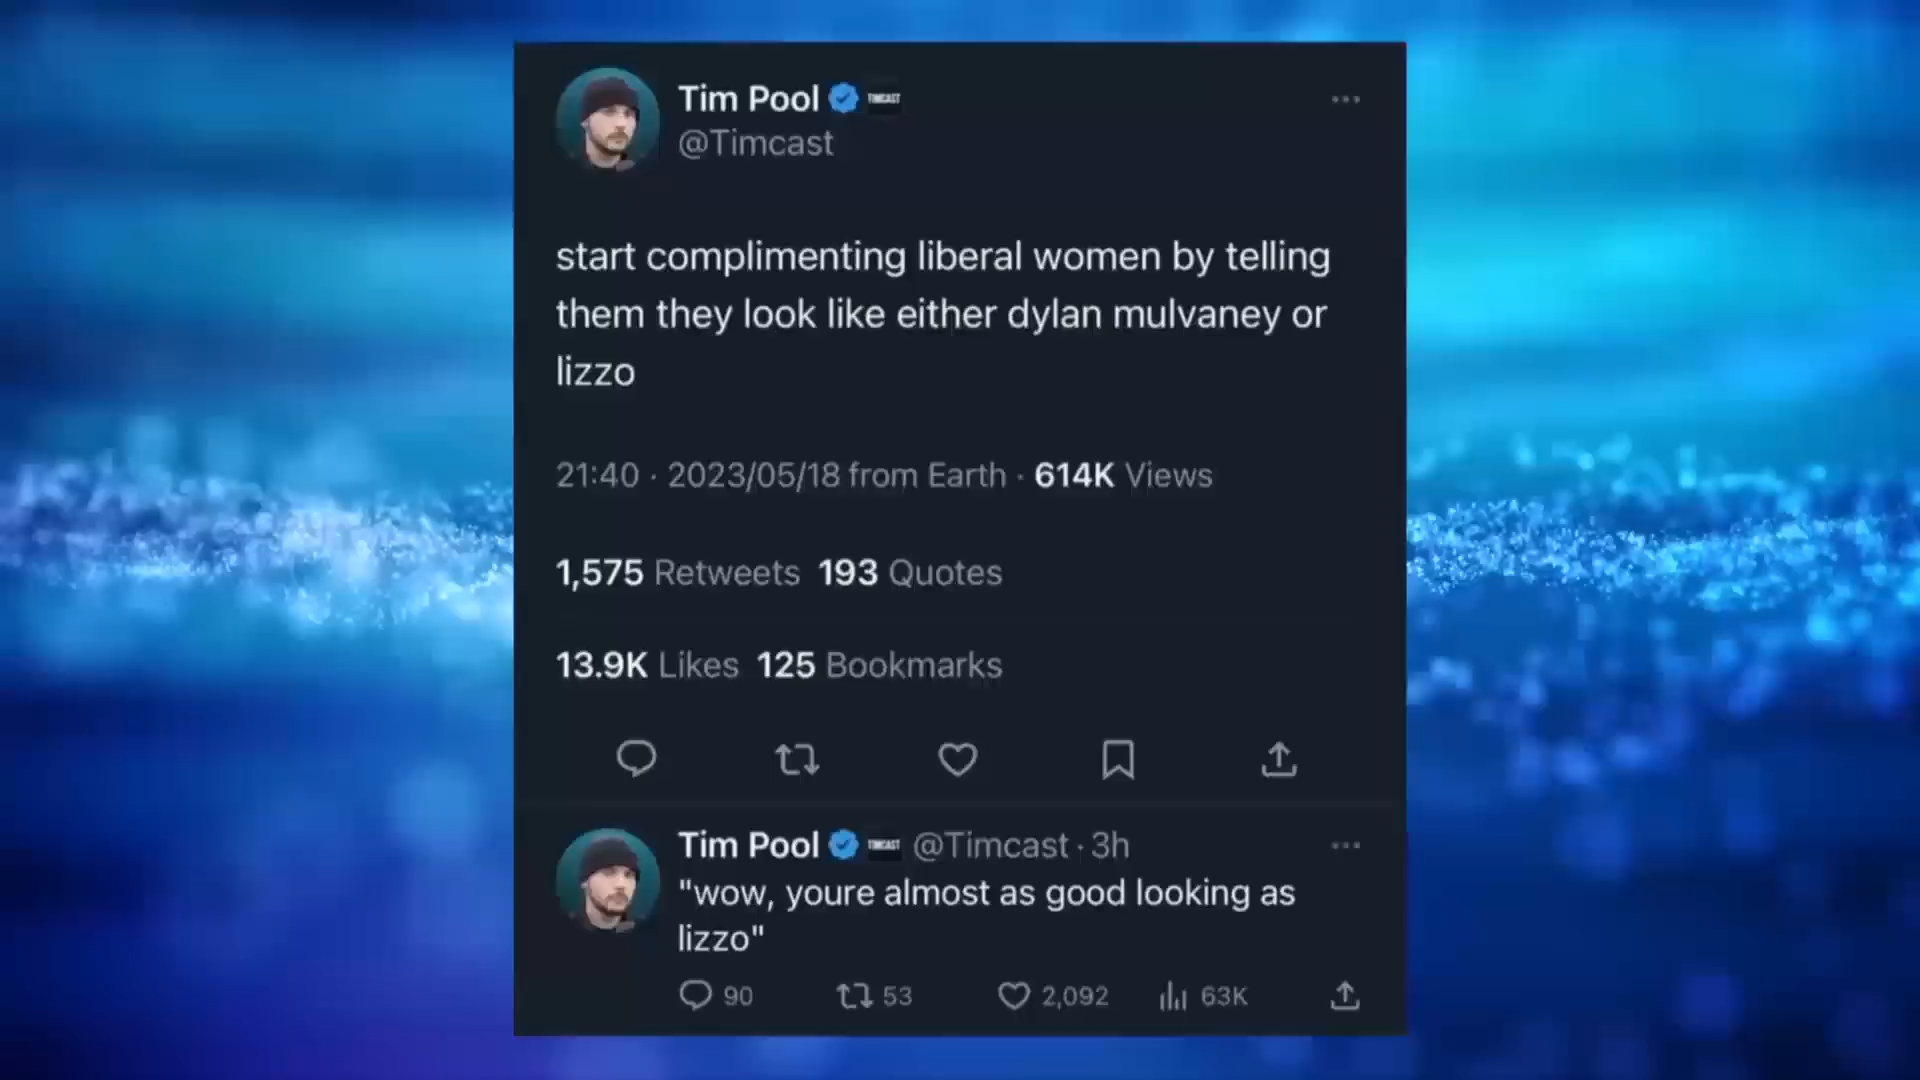 Tim Pool TIMCAST
@Timcast
start complimenting liberal women by telling
them they look like either dylan mulvaney or
lizzo
21:40 · 2023/05/18 from Earth · 614K Views
1,575 Retweets 193 Quotes
13.9K Likes 125 Bookmarks
Tim Pool TIMCAST @Timcast · 3h
"wow, youre almost as good looking as
lizzo"
90 53 2,092 63K